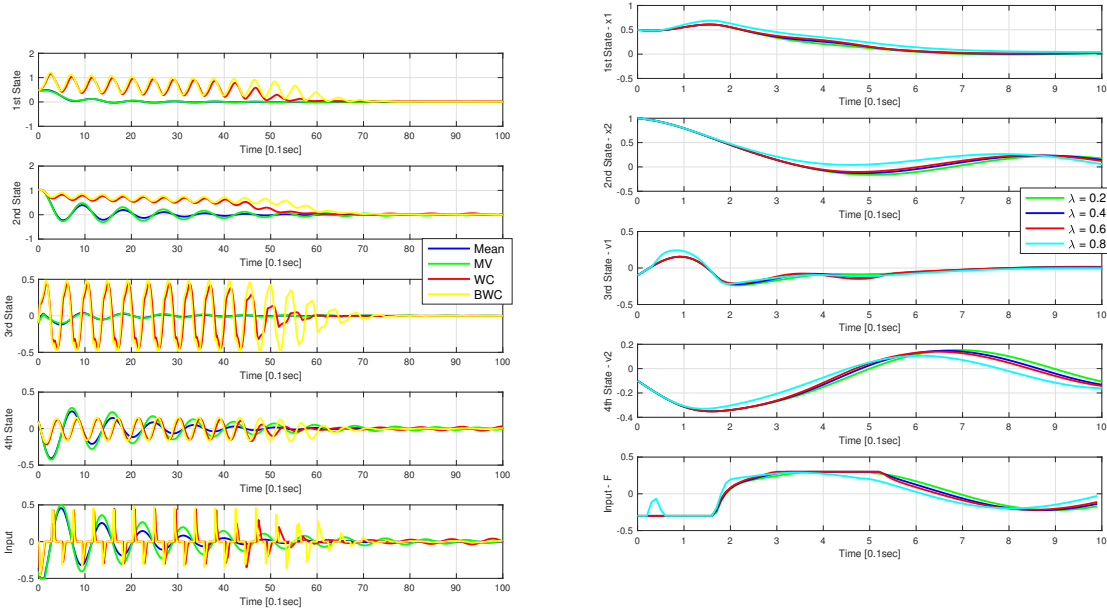 2
1
0
-1
1st State
0 10 20 30 40 50 60 70 80 90 100
Time [0.1sec]
2
1
0
-1
2nd State
0 10 20 30 40 50 60 70 80 90 100
Time [0.1sec]
Mean
MV
WC
BWC
0.5
0
-0.5
3rd State
0 10 20 30 40 50 60 70 80 90 100
Time [0.1sec]
0.5
0
-0.5
4th State
0 10 20 30 40 50 60 70 80 90 100
Time [0.1sec]
0.5
0
-0.5
Input
0 10 20 30 40 50 60 70 80 90 100
Time [0.1sec]
1
0.5
0
-0.5
1st State - x1
0 1 2 3 4 5 6 7 8 9 10
Time [0.1sec]
1
0.5
0
-0.5
2nd State - x2
0 1 2 3 4 5 6 7 8 9 10
Time [0.1sec]
λ = 0.2
λ = 0.4
λ = 0.6
λ = 0.8
0.5
0
-0.5
3rd State - v1
0 1 2 3 4 5 6 7 8 9 10
Time [0.1sec]
0.2
0
-0.2
-0.4
4th State - v2
0 1 2 3 4 5 6 7 8 9 10
Time [0.1sec]
0.5
0
-0.5
Input - F
0 1 2 3 4 5 6 7 8 9 10
Time [0.1sec]